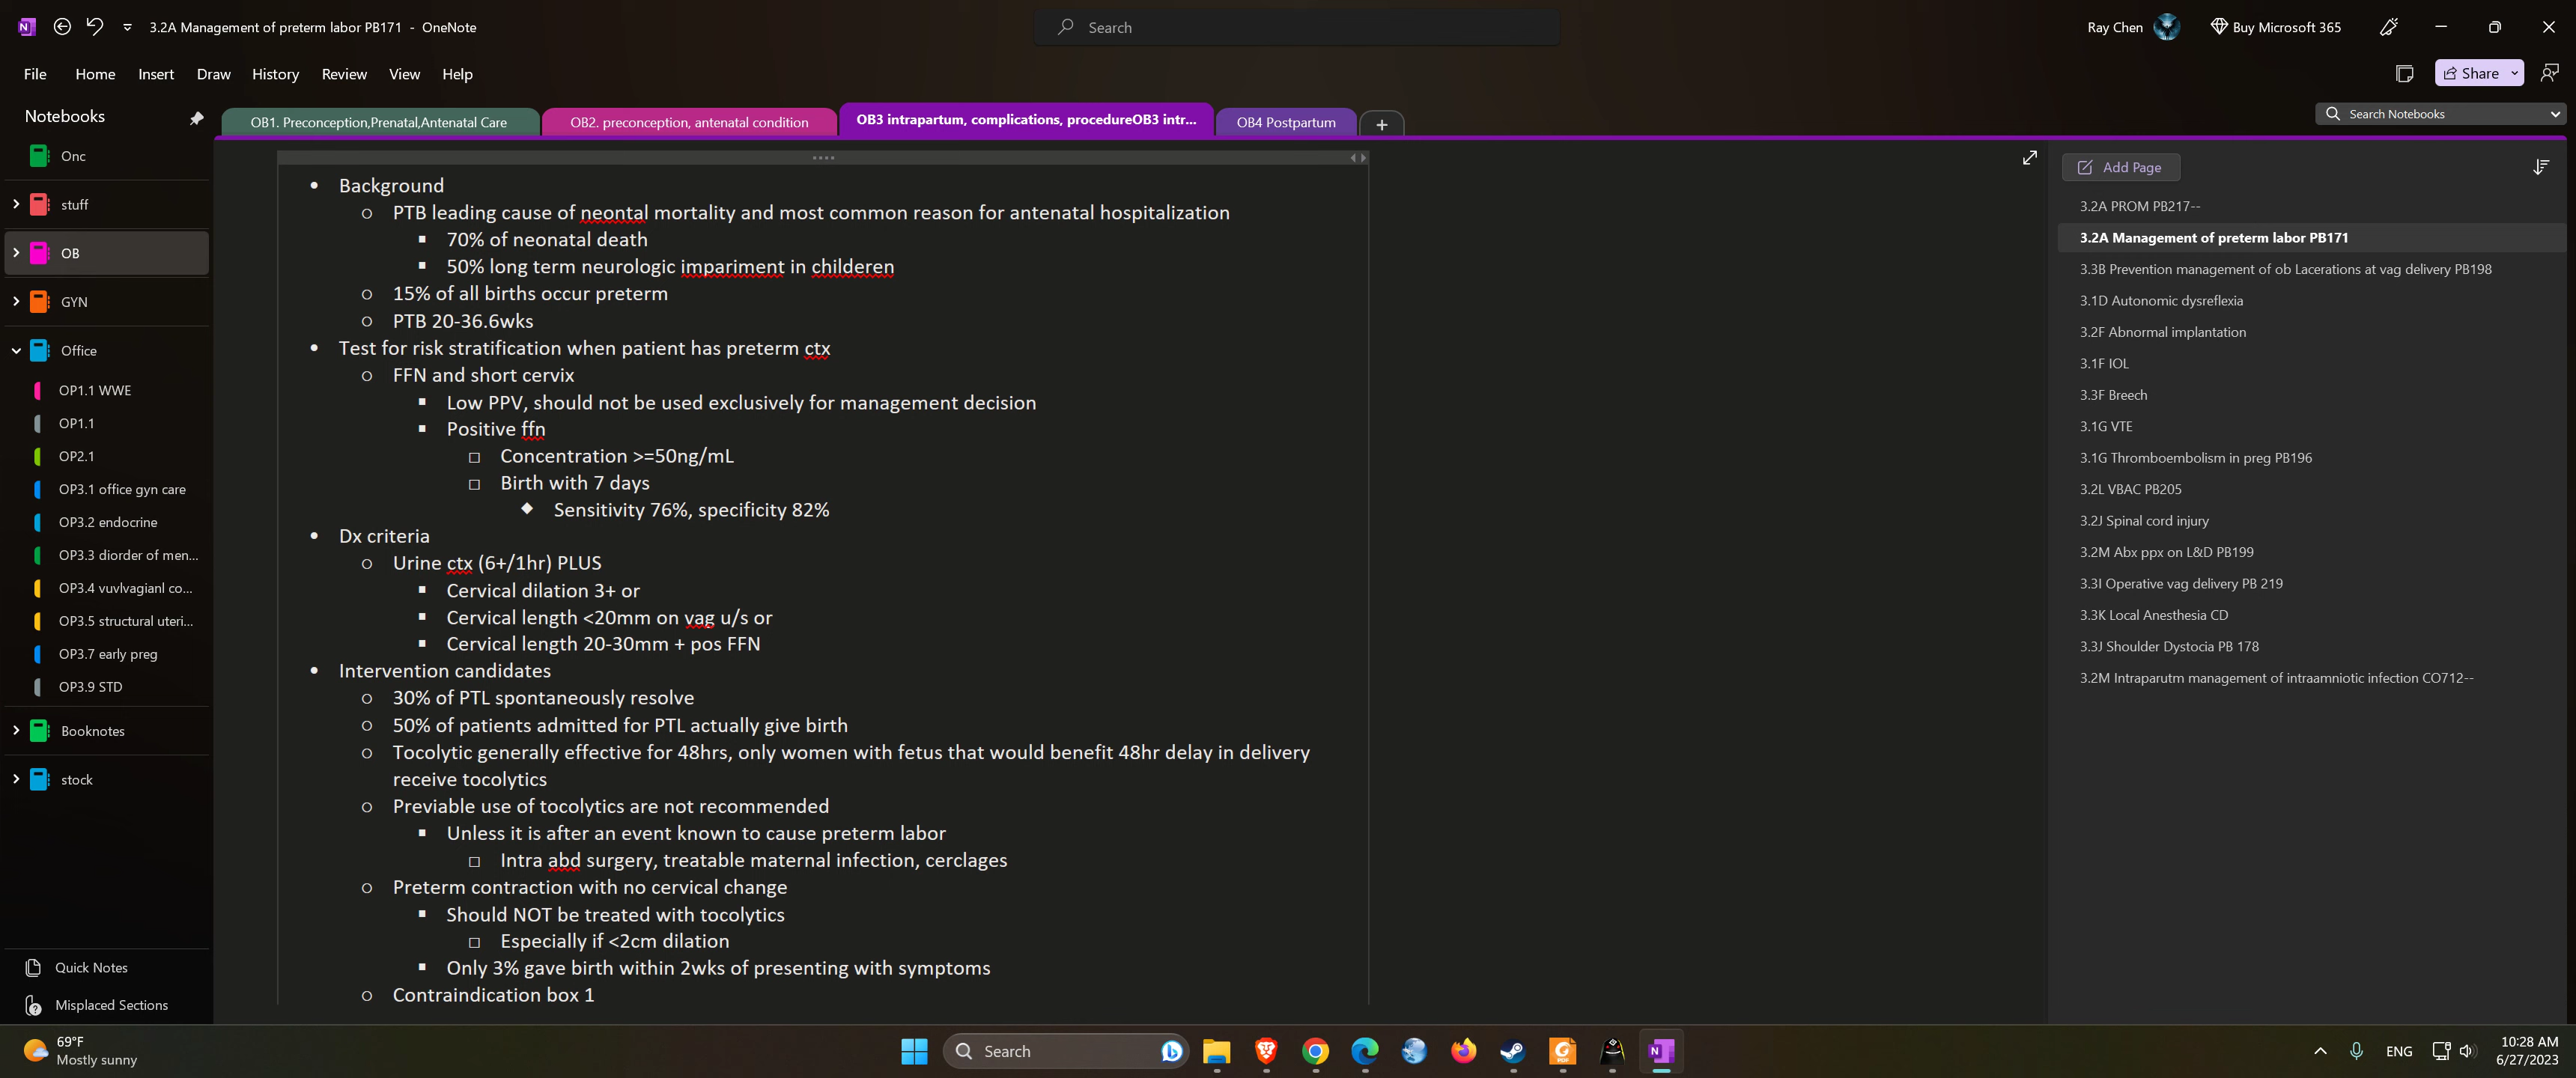 3.2A Management of preterm labor PB171 - OneNote
Search
Ray Chen
Buy Microsoft 365
File Home Insert Draw History Review View Help
Share
Notebooks
OB1. Preconception,Prenatal,Antenatal Care
OB2. preconception, antenatal condition
OB3 intrapartum, complications, procedureOB3 intr...
OB4 Postpartum
+
Search Notebooks
Onc
stuff
OB
GYN
Office
OP1.1 WWE
OP1.1
OP2.1
OP3.1 office gyn care
OP3.2 endocrine
OP3.3 diorder of men...
OP3.4 vuvlvagianl co...
OP3.5 structural uteri...
OP3.7 early preg
OP3.9 STD
Booknotes
stock
Quick Notes
Misplaced Sections
Background
PTB leading cause of neontal mortality and most common reason for antenatal hospitalization
70% of neonatal death
50% long term neurologic impariment in childeren
15% of all births occur preterm
PTB 20-36.6wks
Test for risk stratification when patient has preterm ctx
FFN and short cervix
Low PPV, should not be used exclusively for management decision
Positive ffn
Concentration >=50ng/mL
Birth with 7 days
Sensitivity 76%, specificity 82%
Dx criteria
Urine ctx (6+/1hr) PLUS
Cervical dilation 3+ or
Cervical length <20mm on vag u/s or
Cervical length 20-30mm + pos FFN
Intervention candidates
30% of PTL spontaneously resolve
50% of patients admitted for PTL actually give birth
Tocolytic generally effective for 48hrs, only women with fetus that would benefit 48hr delay in delivery
receive tocolytics
Previable use of tocolytics are not recommended
Unless it is after an event known to cause preterm labor
Intra abd surgery, treatable maternal infection, cerclages
Preterm contraction with no cervical change
Should NOT be treated with tocolytics
Especially if <2cm dilation
Only 3% gave birth within 2wks of presenting with symptoms
Contraindication box 1
Add Page
3.2A PROM PB217--
3.2A Management of preterm labor PB171
3.3B Prevention management of ob Lacerations at vag delivery PB198
3.1D Autonomic dysreflexia
3.2F Abnormal implantation
3.1F IOL
3.3F Breech
3.1G VTE
3.1G Thromboembolism in preg PB196
3.2L VBAC PB205
3.2J Spinal cord injury
3.2M Abx ppx on L&D PB199
3.3I Operative vag delivery PB 219
3.3K Local Anesthesia CD
3.3J Shoulder Dystocia PB 178
3.2M Intraparutm management of intraamniotic infection CO712--
69°F
Mostly sunny
Search
ENG
10:28 AM
6/27/2023